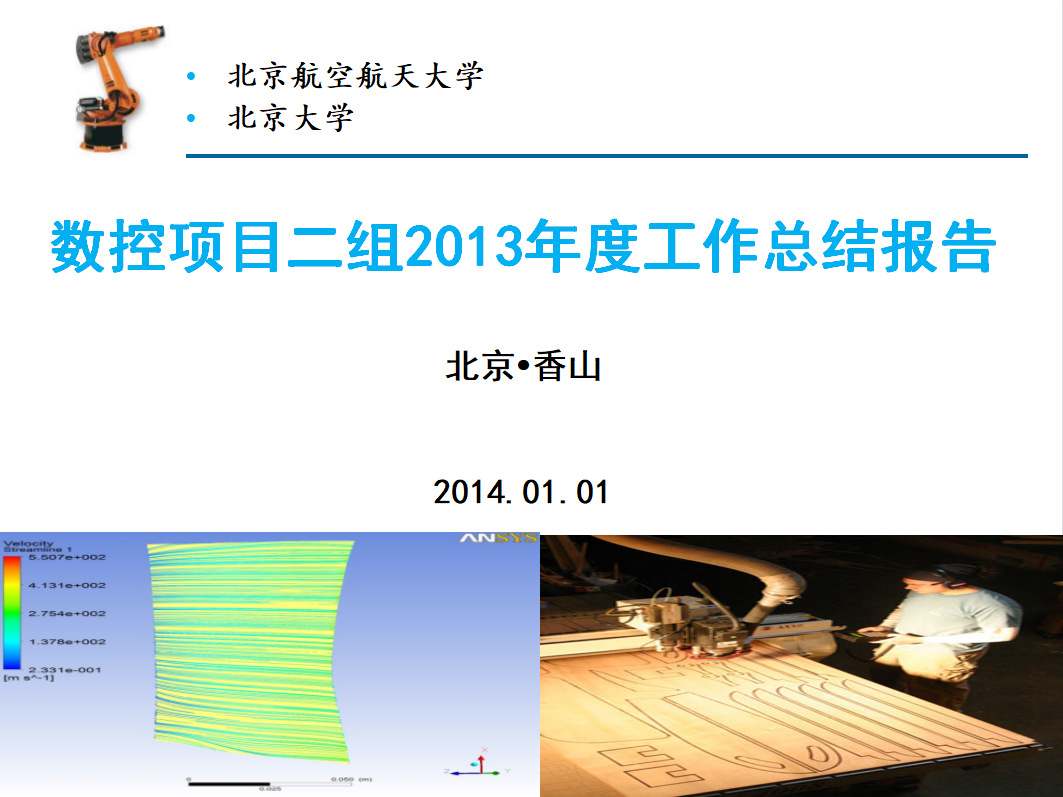 北京航空航天大学
北京大学
数控项目二组2013年度工作总结报告
北京•香山
2014.01.01
Velocity
Streamline 1
5.507e+002
4.131e+002
2.754e+002
1.378e+002
2.331e-001
[m s^-1]
ANSYS
X
Z
Y
0
0.050 (m)
0.025